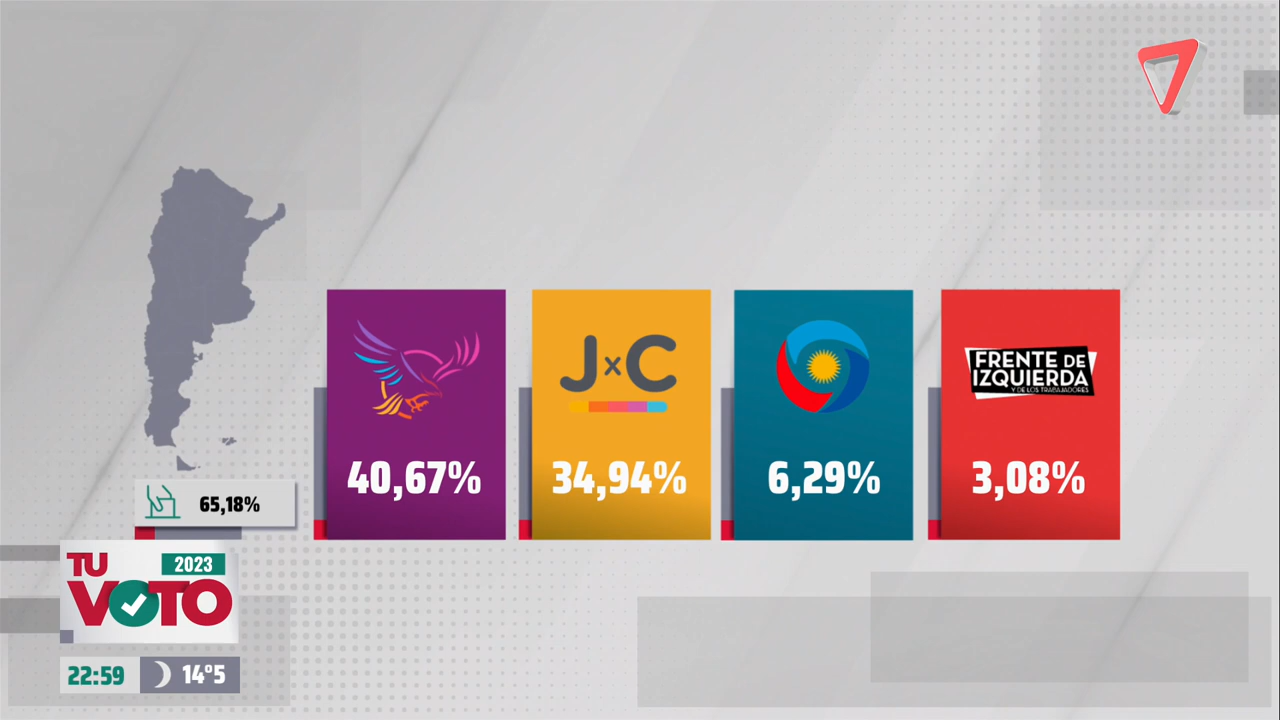 JxC
FRENTE DE
IZQUIERDA
Y DE LOS TRABAJADORES
40,67%
34,94%
6,29%
3,08%
65,18%
TU
2023
VOTO
22:59
14°5